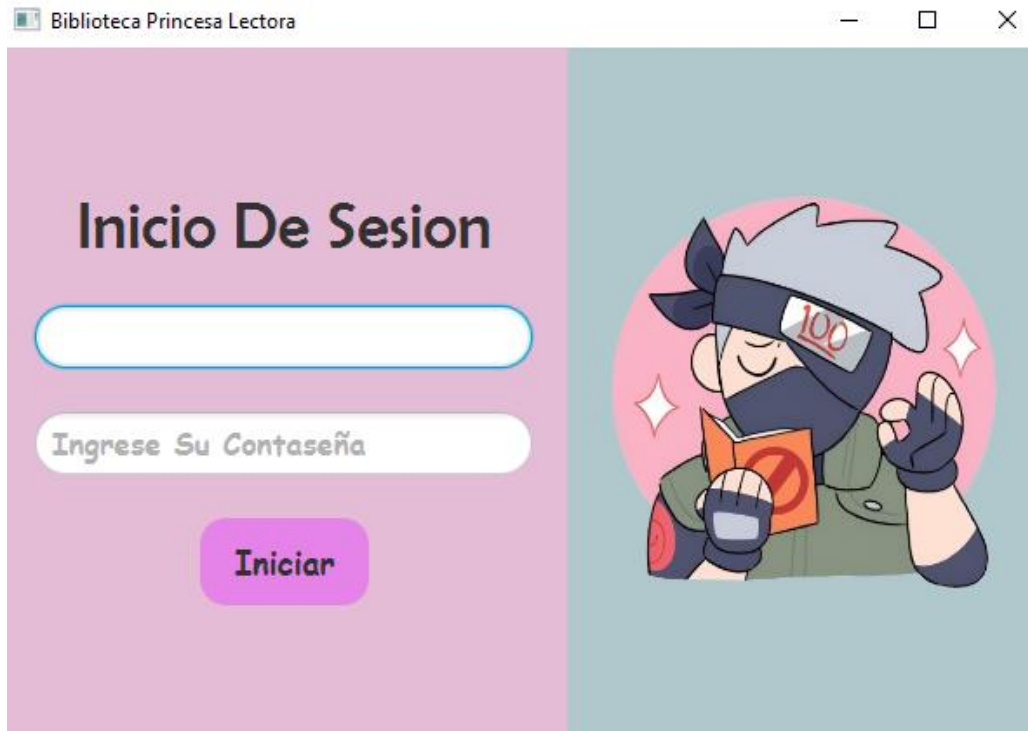 Biblioteca Princesa Lectora
Inicio De Sesion
100
Ingrese Su Contaseña
Iniciar